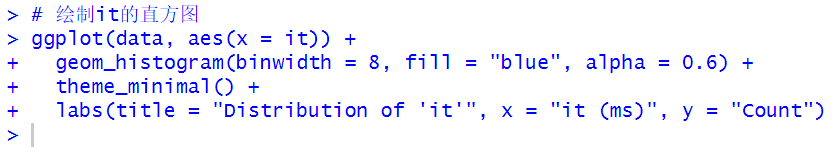 > # 绘制it的直方图
> ggplot(data, aes(x = it)) +
+   geom_histogram(binwidth = 8, fill = "blue", alpha = 0.6) +
+   theme_minimal() +
+   labs(title = "Distribution of 'it'", x = "it (ms)", y = "Count")
>